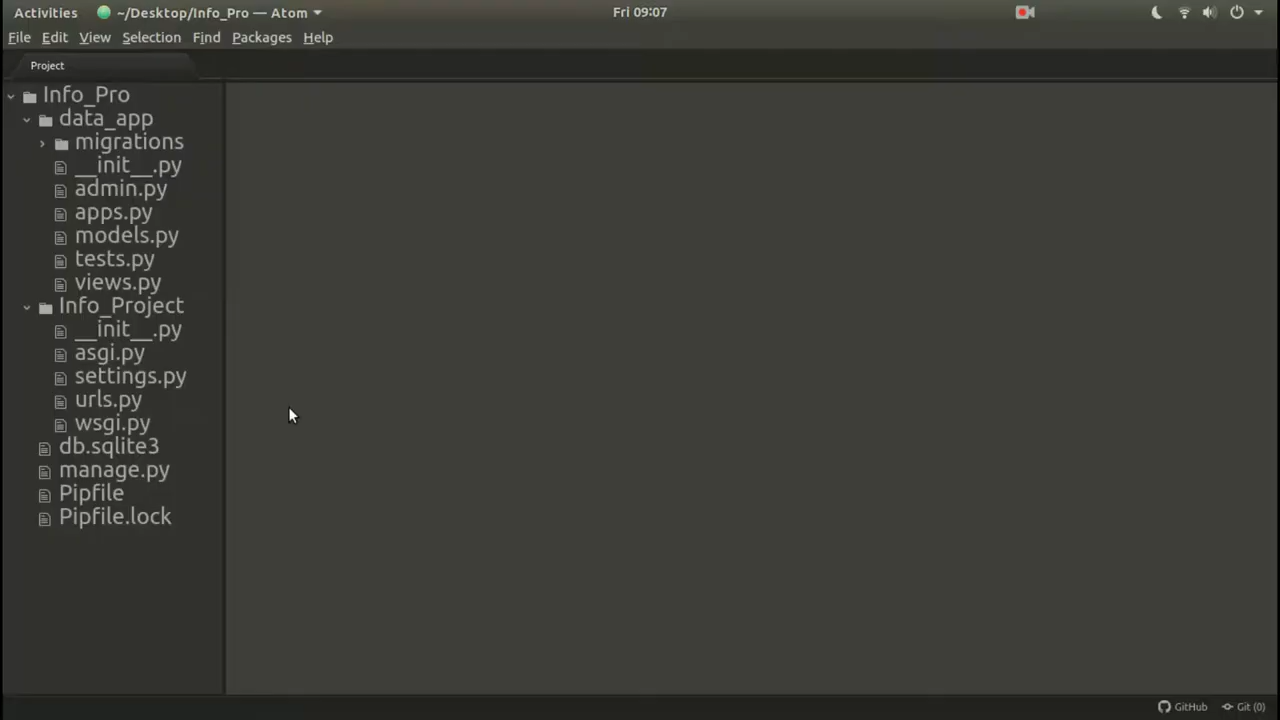 Activities ~/Desktop/Info_Pro — Atom Fri 09:07
File Edit View Selection Find Packages Help
Project
Info_Pro
data_app
migrations
__init__.py
admin.py
apps.py
models.py
tests.py
views.py
Info_Project
__init__.py
asgi.py
settings.py
urls.py
wsgi.py
db.sqlite3
manage.py
Pipfile
Pipfile.lock
GitHub Git (0)